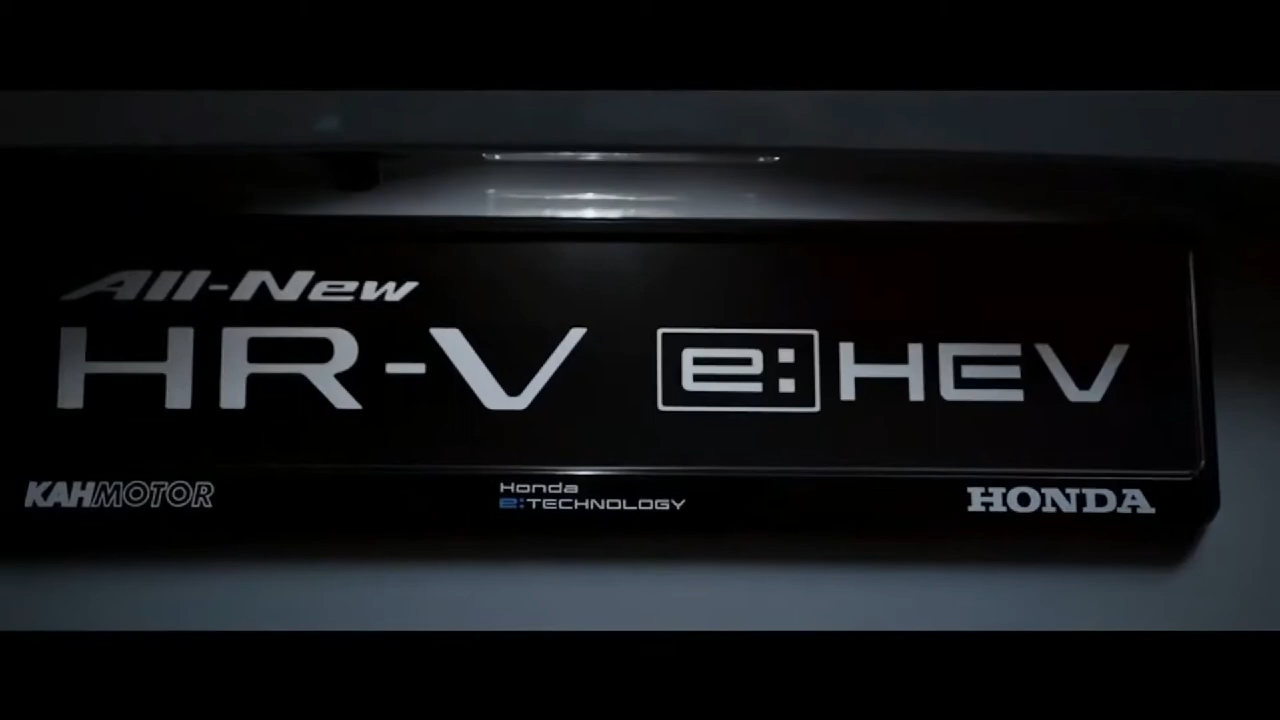 All-New
HR-V e:HEV
KAHMOTOR
Honda
e:TECHNOLOGY
HONDA